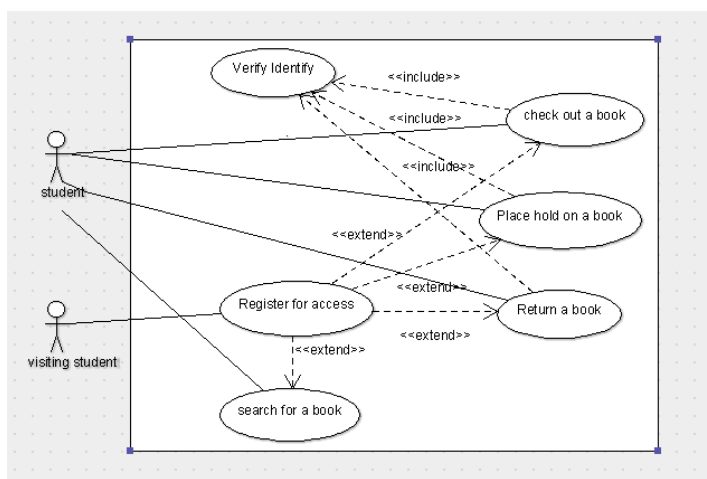 Verify Identify
<<include>>
check out a book
<<include>>
<<include>>
student
Place hold on a book
<<extend>>
<<extend>>
Register for access
Return a book
<<extend>>
<<extend>>
visiting student
search for a book